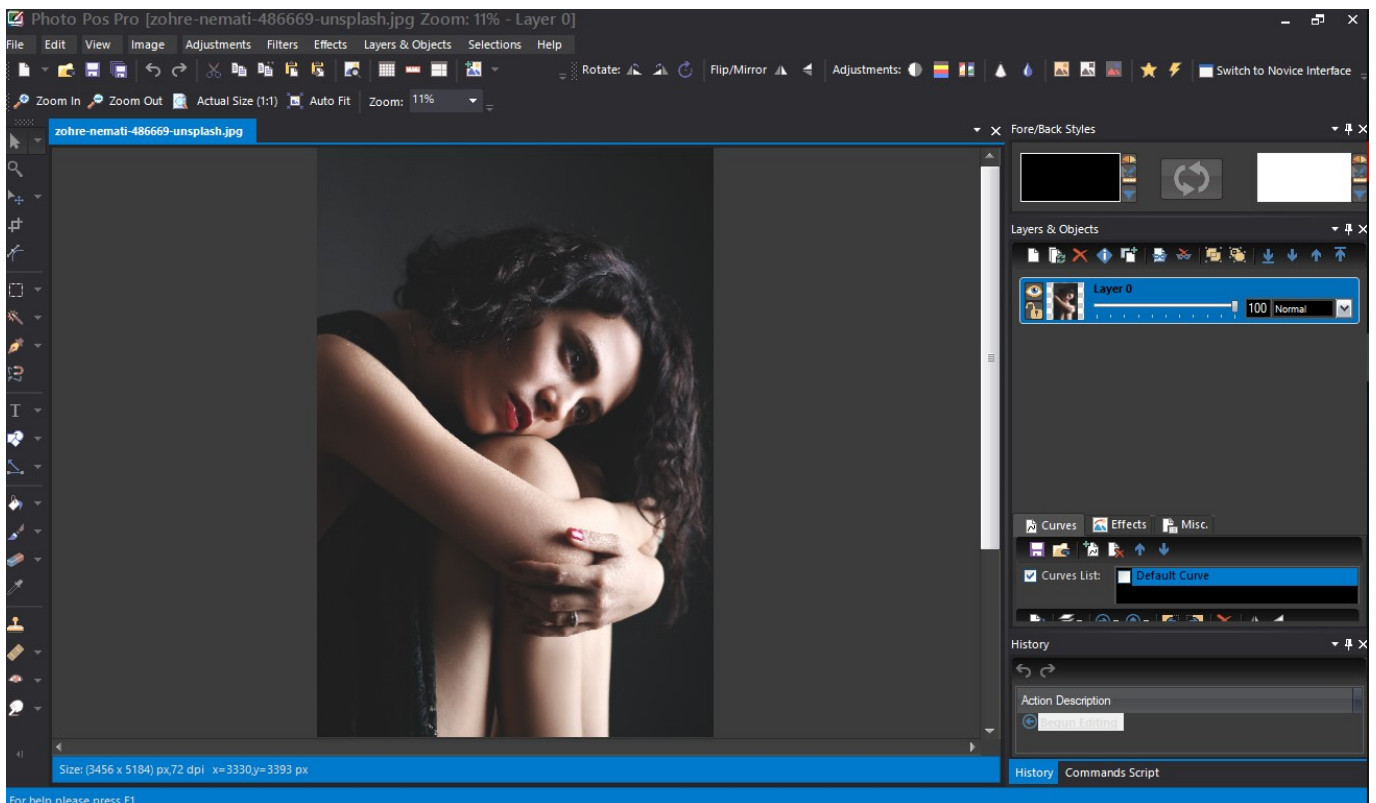 Photo Pos Pro [zohre-nemati-486669-unsplash.jpg Zoom: 11% - Layer 0]
File Edit View Image Adjustments Filters Effects Layers & Objects Selections Help
Rotate: Flip/Mirror Adjustments: Switch to Novice Interface
Zoom In Zoom Out Actual Size (1:1) Auto Fit Zoom: 11%
zohre-nemati-486669-unsplash.jpg
Fore/Back Styles
Layers & Objects
Layer 0
100 Normal
T
Curves Effects Misc.
Curves List: Default Curve
History
Action Description
Begun Editing
Size: (3456 x 5184) px,72 dpi x=3330,y=3393 px
History Commands Script
For help please press F1